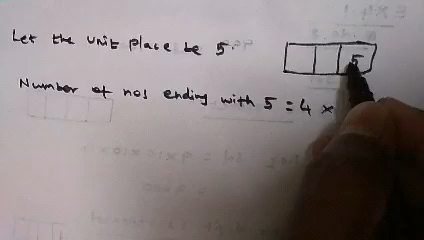 Let the unit place be 5.
5
Number of nos ending with 5 = 4 ×